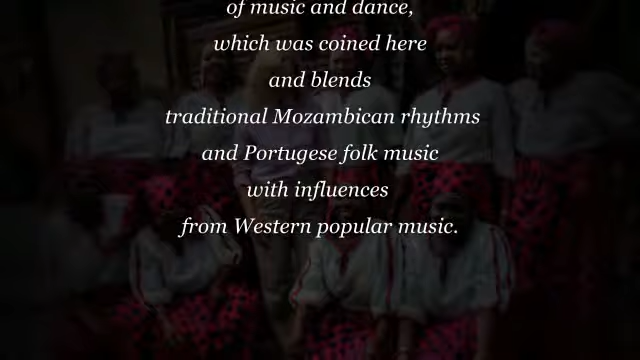 of music and dance,
which was coined here
and blends
traditional Mozambican rhythms
and Portugese folk music
with influences
from Western popular music.